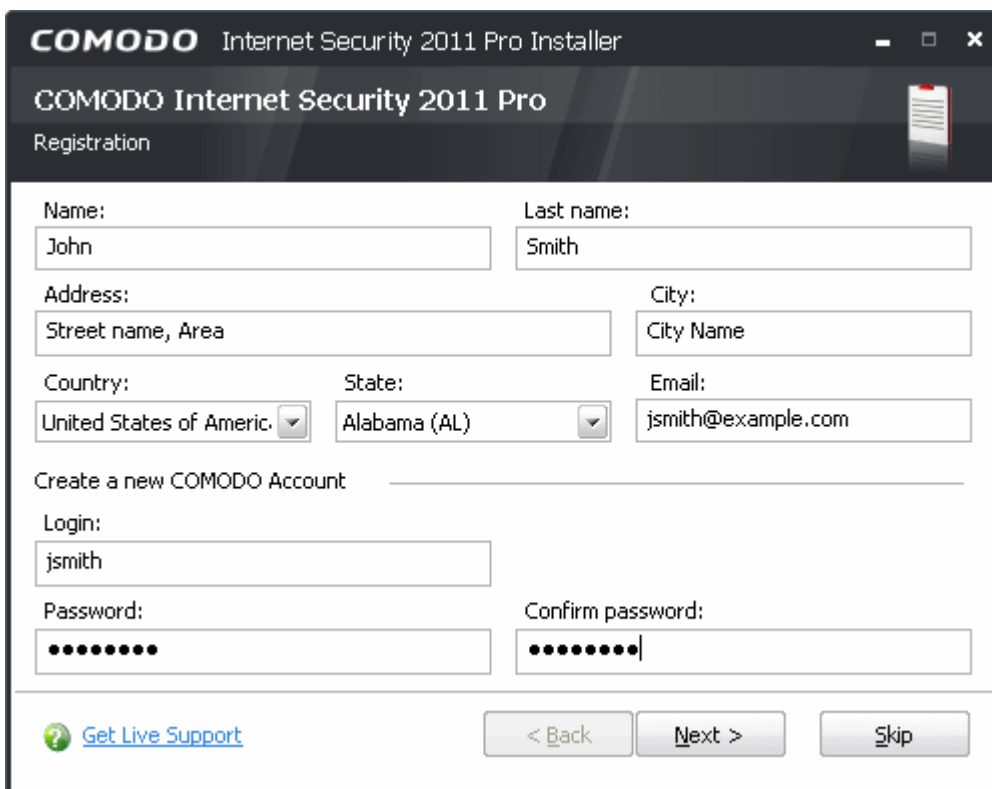 COMODO Internet Security 2011 Pro Installer
COMODO Internet Security 2011 Pro
Registration
Name: Last name:
John Smith
Address: City:
Street name, Area City Name
Country: State: Email:
United States of Americ Alabama (AL) jsmith@example.com
Create a new COMODO Account
Login:
jsmith
Password: Confirm password:
•••••••• ••••••••
Get Live Support < Back Next > Skip